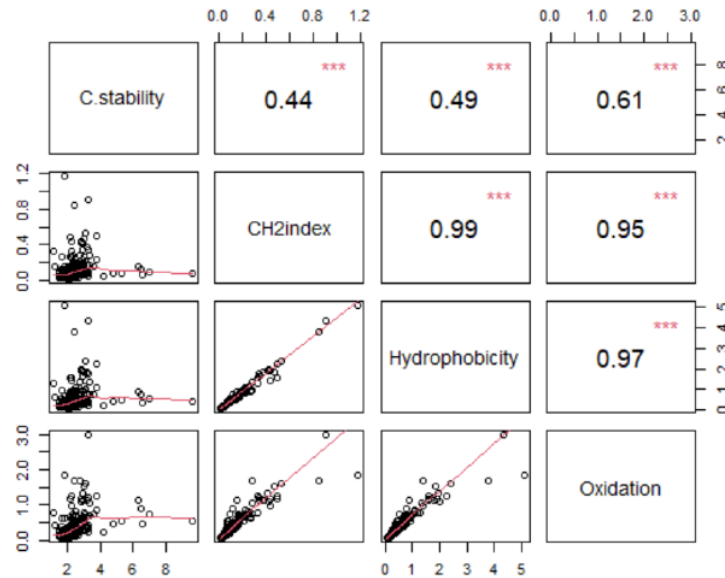 0.0 0.4 0.8 1.2 0.0 1.0 2.0 3.0
C.stability
***
0.44
***
0.49
***
0.61
2 4 6 8
0.0 0.4 0.8 1.2
CH2index
***
0.99
***
0.95
Hydrophobicity
***
0.97
0 1 2 3 4 5
0.0 1.0 2.0 3.0
Oxidation
2 4 6 8 0 1 2 3 4 5